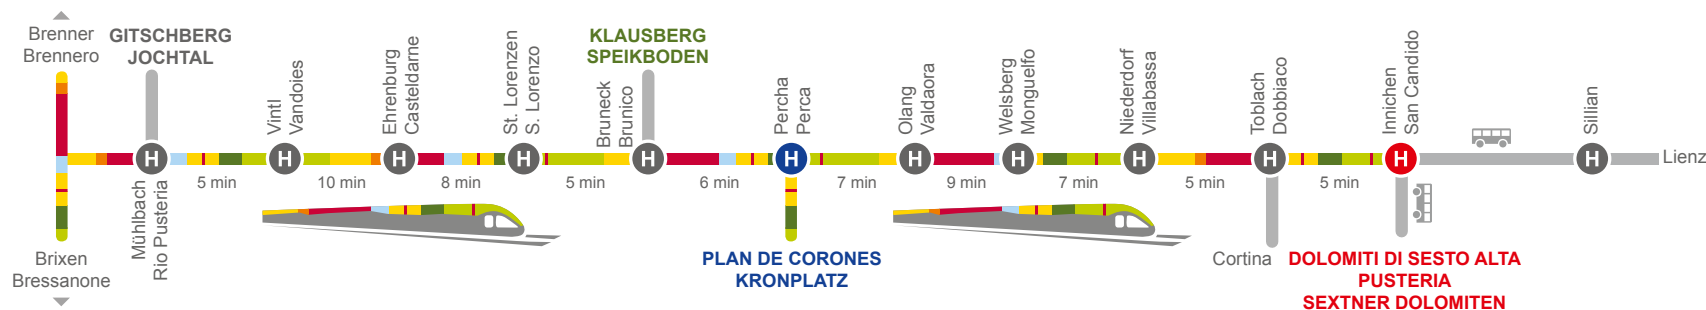 Brenner
Brennero
GITSCHBERG
JOCHTAL
Vintl
Vandoies
Ehrenburg
Casteldarne
St. Lorenzen
S. Lorenzo
KLAUSBERG
SPEIKBODEN
Bruneck
Brunico
Percha
Perca
Olang
Valdaora
Welsberg
Monguelfo
Niederdorf
Villabassa
Toblach
Dobbiaco
Innichen
San Candido
Sillian
H
H
H
H
H
H
H
H
H
H
H
H
Lienz
5 min
10 min
8 min
5 min
6 min
7 min
9 min
7 min
5 min
5 min
Mühlbach
Rio Pusteria
Brixen
Bressanone
PLAN DE CORONES
KRONPLATZ
Cortina
DOLOMITI DI SESTO ALTA
PUSTERIA
SEXTNER DOLOMITEN